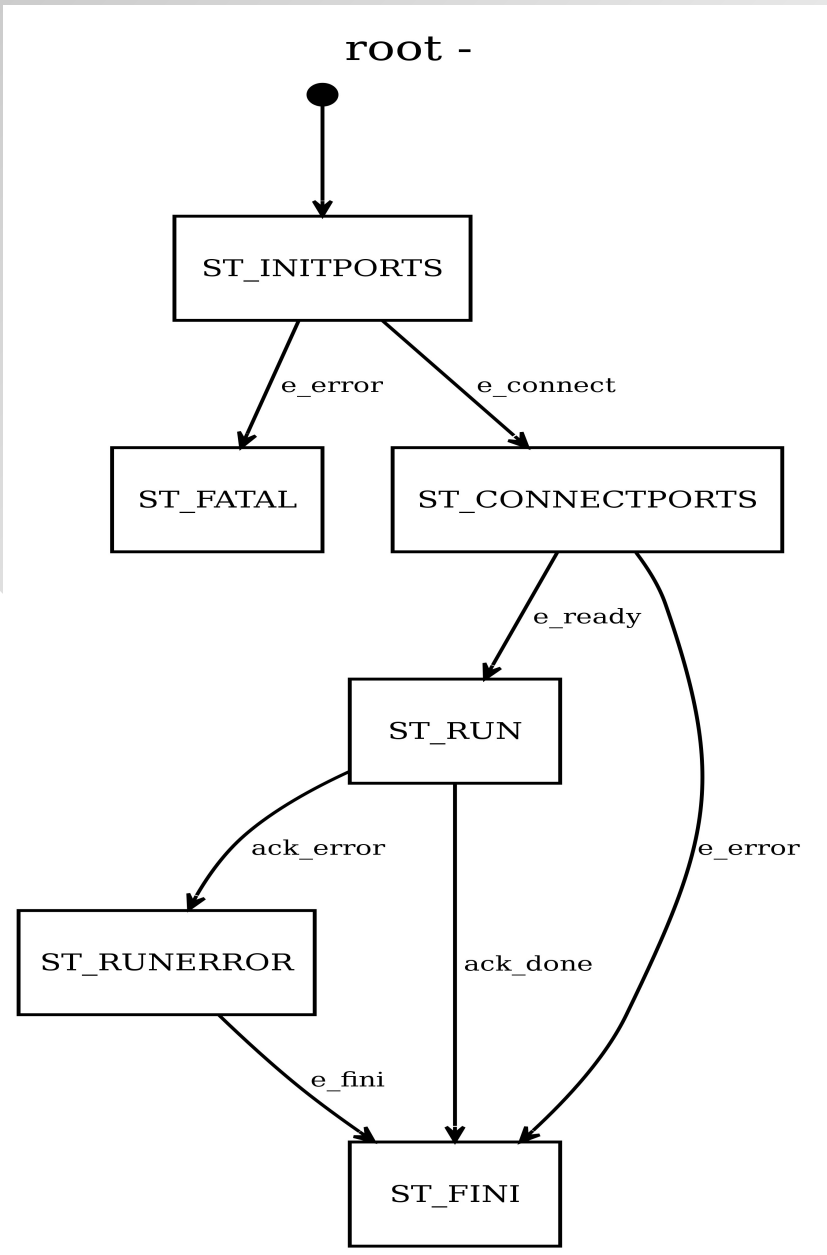 root -
ST_INITPORTS
e_error
e_connect
ST_FATAL
ST_CONNECTPORTS
e_ready
ST_RUN
ack_error
e_error
ST_RUNERROR
ack_done
e_fini
ST_FINI